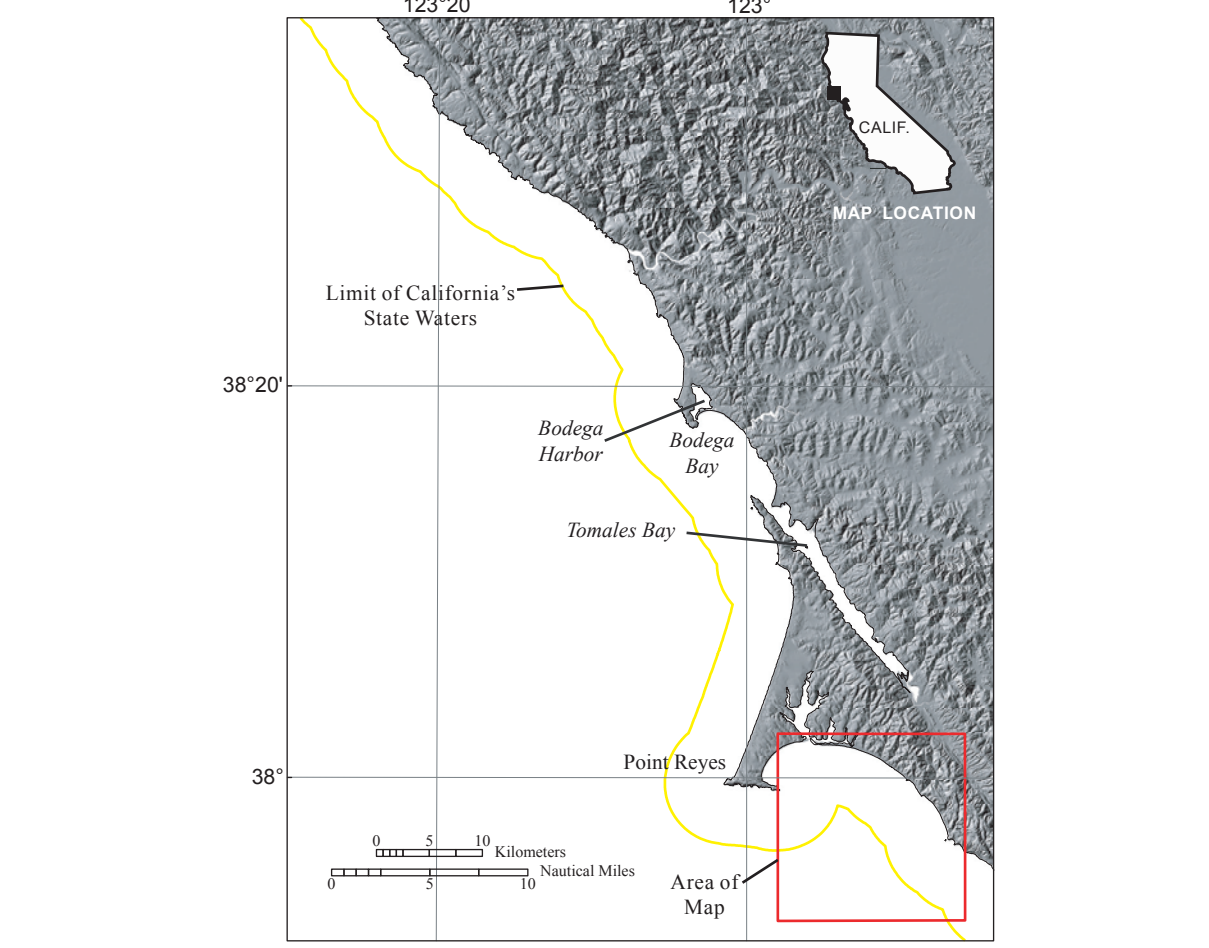 123°20
123°
CALIF.
MAP LOCATION
Limit of California's
State Waters
38°20'
Bodega
Harbor
Bodega
Bay
Tomales Bay
Point Reyes
38°
0 5 10
Kilometers
Nautical Miles
0 5 10
Area of
Map